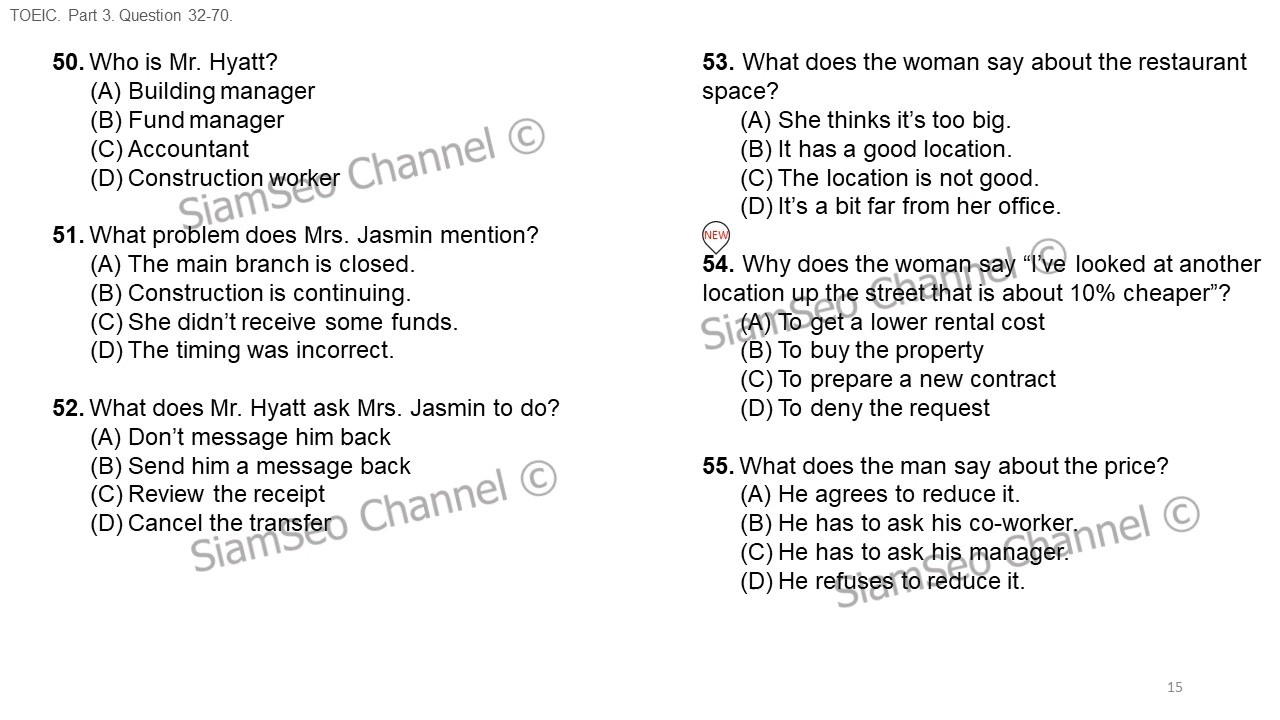 TOEIC. Part 3. Question 32-70.
50. Who is Mr. Hyatt?
(A) Building manager
(B) Fund manager
(C) Accountant
(D) Construction worker
SiamSeo Channel ©
51. What problem does Mrs. Jasmin mention?
(A) The main branch is closed.
(B) Construction is continuing.
(C) She didn’t receive some funds.
(D) The timing was incorrect.
52. What does Mr. Hyatt ask Mrs. Jasmin to do?
(A) Don’t message him back
(B) Send him a message back
(C) Review the receipt
(D) Cancel the transfer
SiamSeo Channel ©
53. What does the woman say about the restaurant
space?
(A) She thinks it’s too big.
(B) It has a good location.
(C) The location is not good.
(D) It’s a bit far from her office.
NEW
54. Why does the woman say “I’ve looked at another
location up the street that is about 10% cheaper”?
(A) To get a lower rental cost
(B) To buy the property
(C) To prepare a new contract
(D) To deny the request
SiamSeo Channel ©
55. What does the man say about the price?
(A) He agrees to reduce it.
(B) He has to ask his co-worker.
(C) He has to ask his manager.
(D) He refuses to reduce it.
SiamSeo Channel ©
15